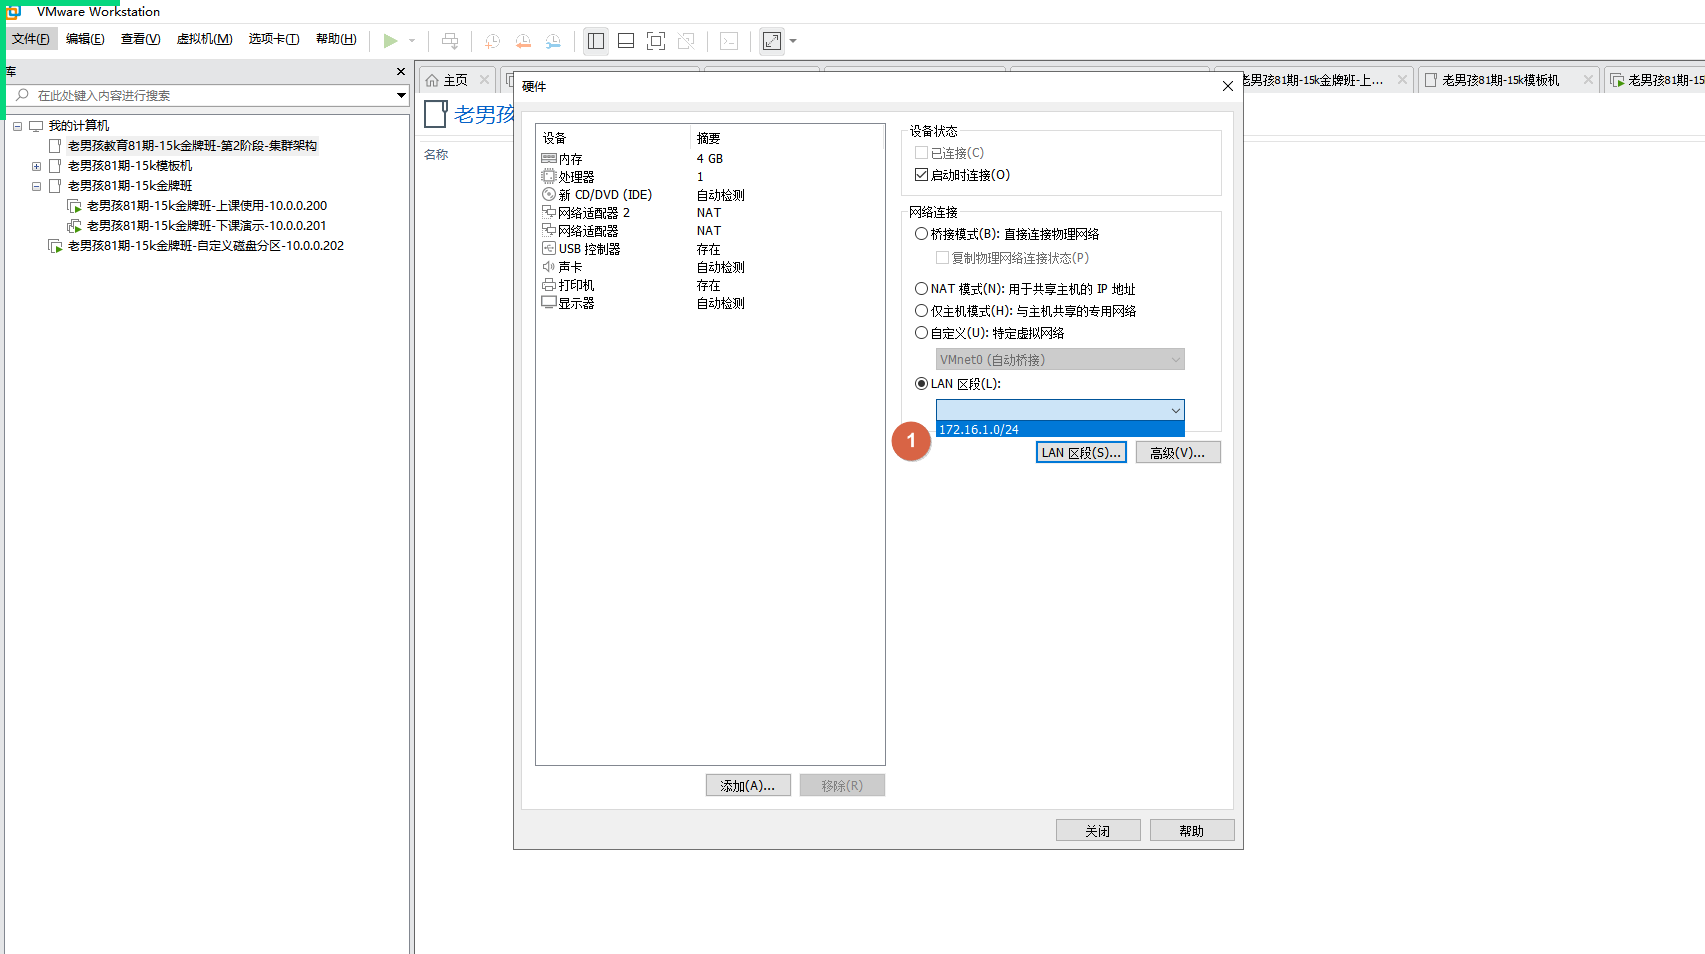 VMware Workstation
文件(F) 编辑(E) 查看(V) 虚拟机(M) 选项卡(T) 帮助(H)
库
在此处键入内容进行搜索
我的计算机
老男孩教育81期-15k金牌班-第2阶段-集群架构
老男孩81期-15k模板机
老男孩81期-15k金牌班
老男孩81期-15k金牌班-上课使用-10.0.0.200
老男孩81期-15k金牌班-下课演示-10.0.0.201
老男孩81期-15k金牌班-自定义磁盘分区-10.0.0.202
主页
老男孩81期-15k金牌班-上...
老男孩81期-15k模板机
老男孩81期-15
老男孩
名称
硬件
设备 摘要
内存 4 GB
处理器 1
新 CD/DVD (IDE) 自动检测
网络适配器 2 NAT
网络适配器 NAT
USB 控制器 存在
声卡 自动检测
打印机 存在
显示器 自动检测
添加(A)... 移除(R)
设备状态
已连接(C)
启动时连接(O)
网络连接
桥接模式(B): 直接连接物理网络
复制物理网络连接状态(P)
NAT 模式(N): 用于共享主机的 IP 地址
仅主机模式(H): 与主机共享的专用网络
自定义(U): 特定虚拟网络
VMnet0 (自动桥接)
LAN 区段(L):
172.16.1.0/24
1
LAN 区段(S)... 高级(V)...
关闭 帮助